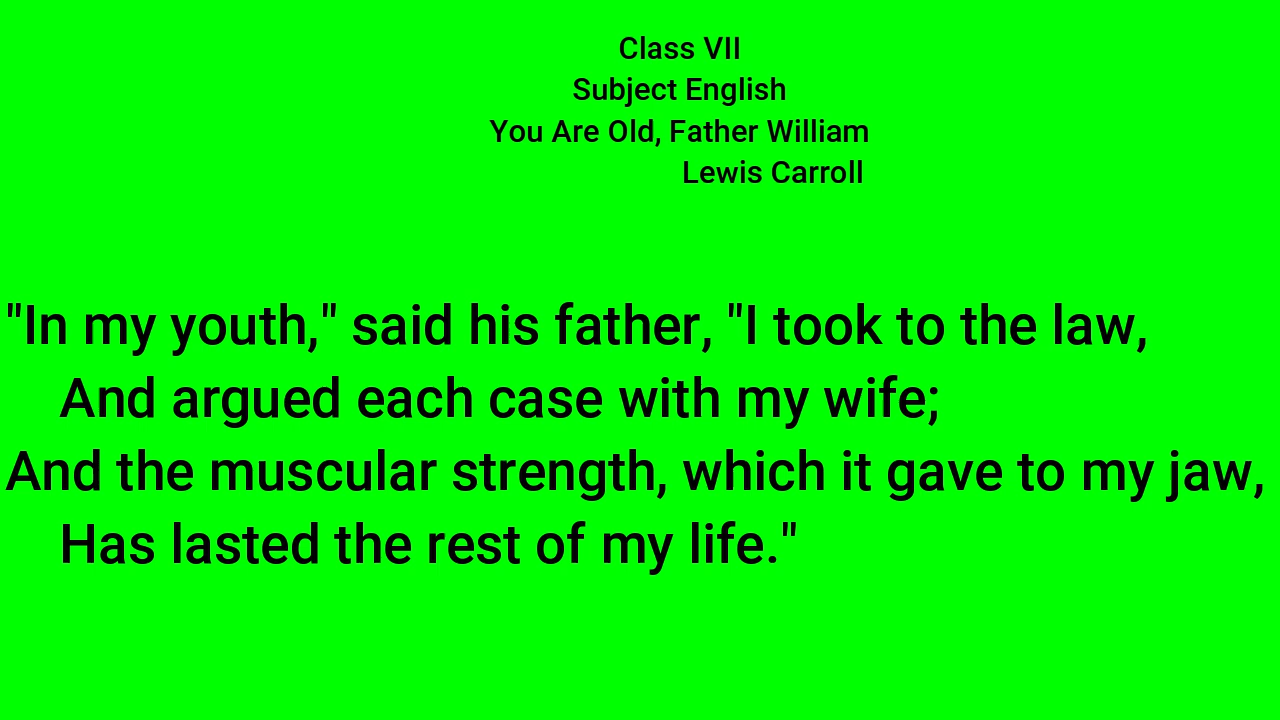 Class VII
Subject English
You Are Old, Father William
Lewis Carroll
"In my youth," said his father, "I took to the law,
And argued each case with my wife;
And the muscular strength, which it gave to my jaw,
Has lasted the rest of my life."